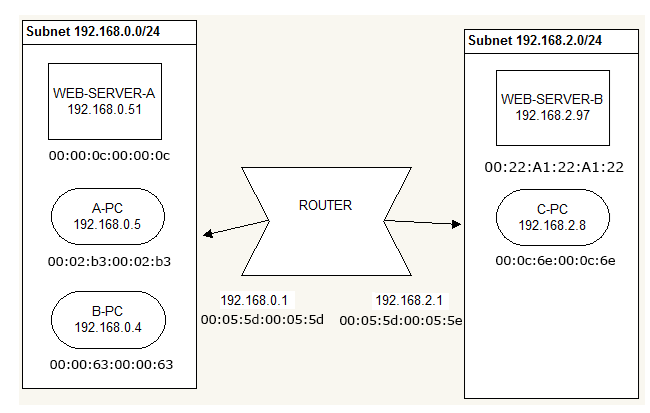 Subnet 192.168.0.0/24
WEB-SERVER-A
192.168.0.51
00:00:0c:00:00:0c
A-PC
192.168.0.5
00:02:b3:00:02:b3
B-PC
192.168.0.4
00:00:63:00:00:63
ROUTER
192.168.0.1
00:05:5d:00:05:5d
192.168.2.1
00:05:5d:00:05:5e
Subnet 192.168.2.0/24
WEB-SERVER-B
192.168.2.97
00:22:A1:22:A1:22
C-PC
192.168.2.8
00:0c:6e:00:0c:6e